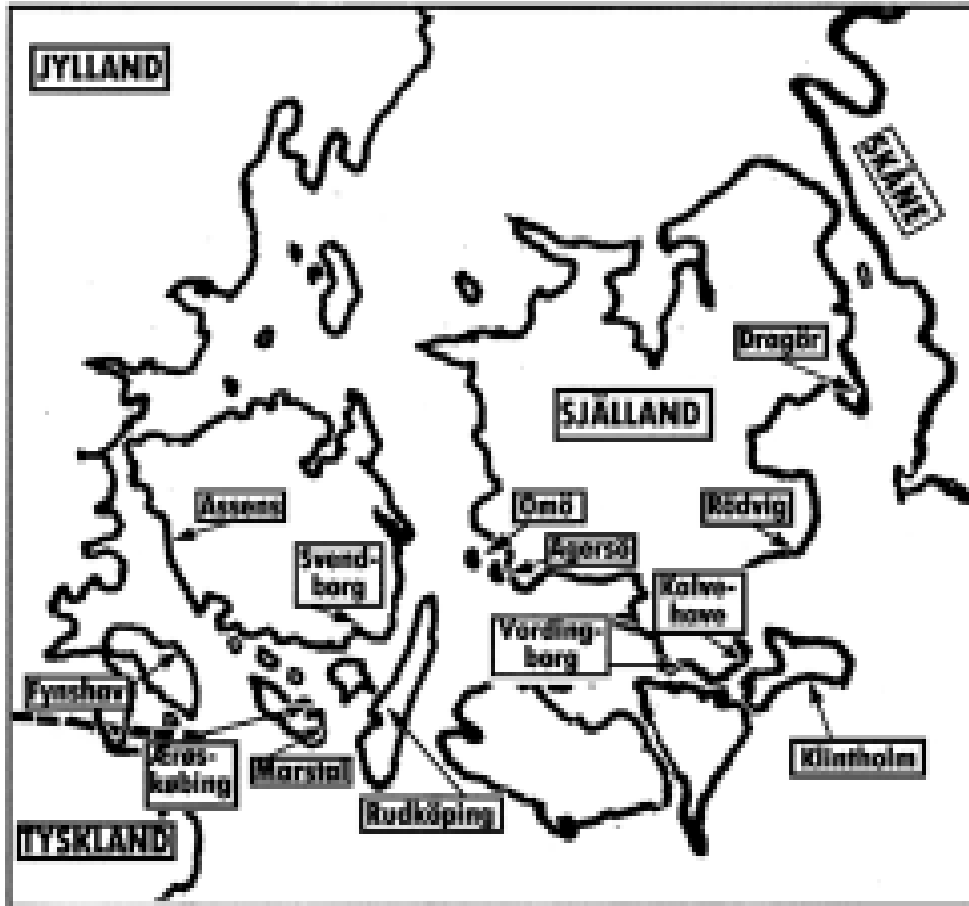 JYLLAND
SKÅNE
Dragör
SJÄLLAND
Assens
Omö
Rödvig
Svend-
borg
Agersö
Kalve-
have
Vording-
borg
Fynshav
Ærøs-
købing
Marstal
Klintholm
Rudköping
TYSKLAND